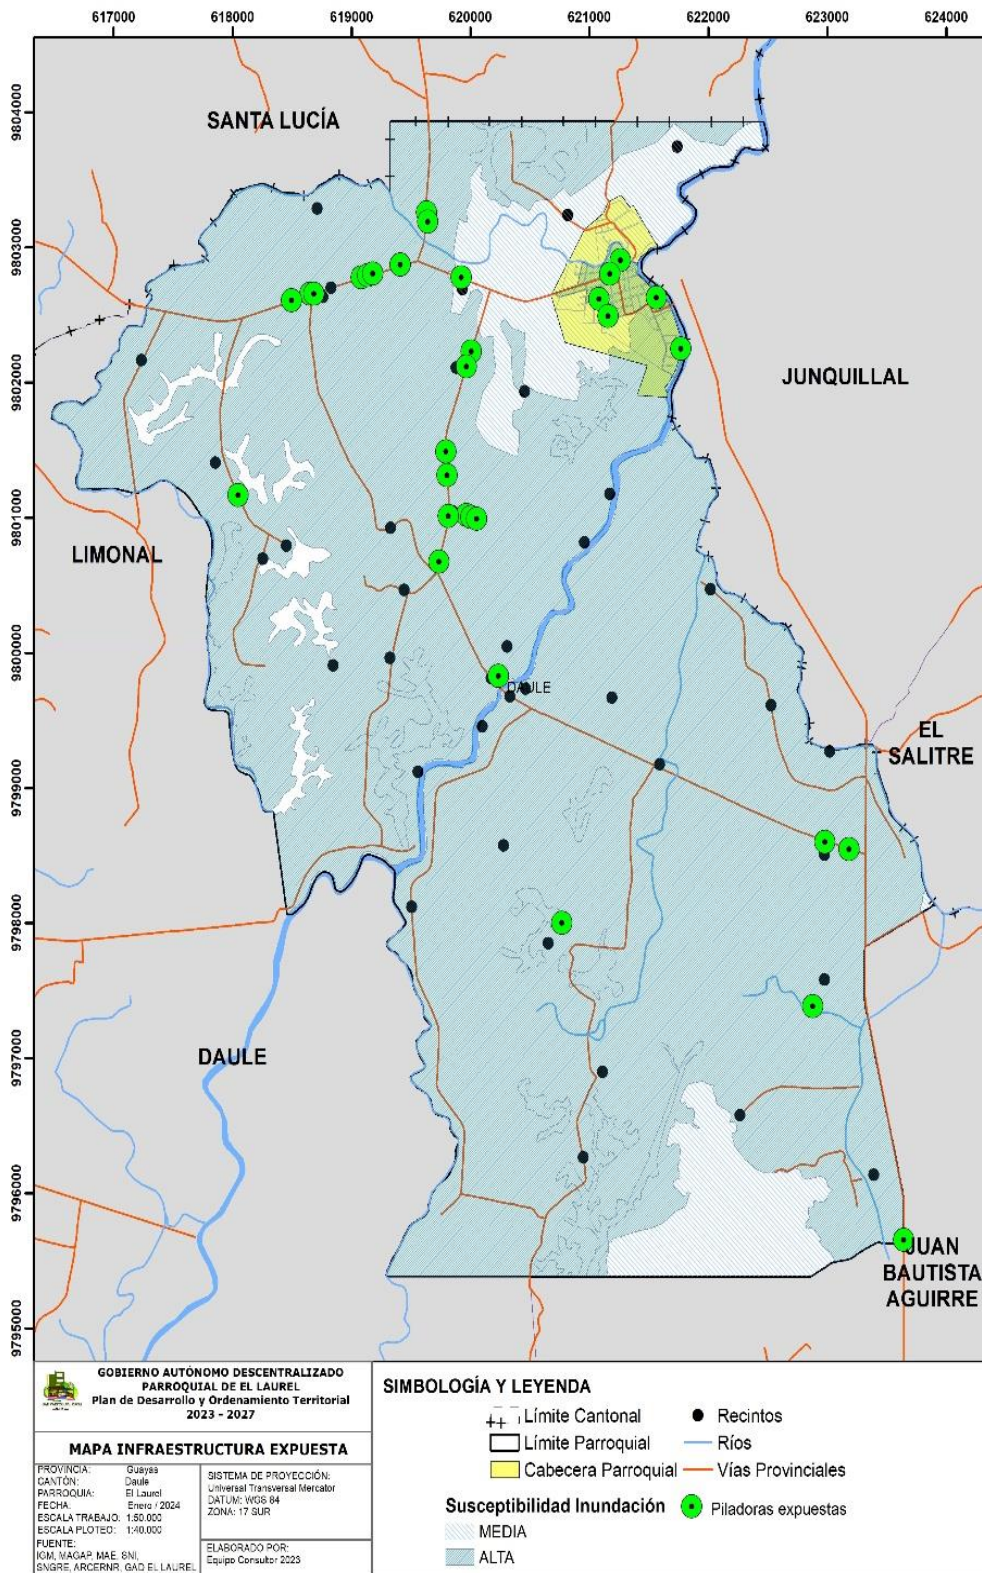 617000 618000 619000 620000 621000 622000 623000 624000
9804000
9803000
9802000
9801000
9800000
9799000
9798000
9797000
9796000
9795000
SANTA LUCÍA
JUNQUILLAL
LIMONAL
DAULE
EL
SALITRE
DAULE
JUAN
BAUTISTA
AGUIRRE
GOBIERNO AUTÓNOMO DESCENTRALIZADO
PARROQUIAL DE EL LAUREL
Plan de Desarrollo y Ordenamiento Territorial
2023 - 2027
MAPA INFRAESTRUCTURA EXPUESTA
PROVINCIA: Guayas
CANTÓN: Daule
PARROQUIA: El Laurel
FECHA: Enero / 2024
ESCALA TRABAJO: 1:50.000
ESCALA PLOTEO: 1:40.000
FUENTE:
IGM, MAGAP, MAE, SNI,
SNGRE, ARCERNR, GAD EL LAUREL
SISTEMA DE PROYECCIÓN:
Universal Transversal Mercator
DATUM: WGS 84
ZONA: 17 SUR
ELABORADO POR:
Equipo Consultor 2023
SIMBOLOGÍA Y LEYENDA
Límite Cantonal
Límite Parroquial
Cabecera Parroquial
Recintos
Ríos
Vías Provinciales
Susceptibilidad Inundación
MEDIA
ALTA
Piladoras expuestas